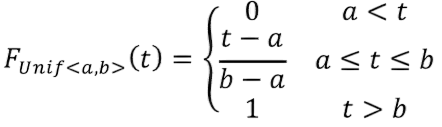 F_{Unif<a,b>}(t) = { 0 a < t
(t − a)/(b − a) a ≤ t ≤ b
1 t > b